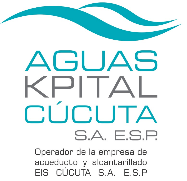 AGUAS
KPITAL
CÚCUTA
S.A. E.S.P.
Operador de la empresa de
acueducto y alcantarillado
EIS CÚCUTA S.A. E.S.P